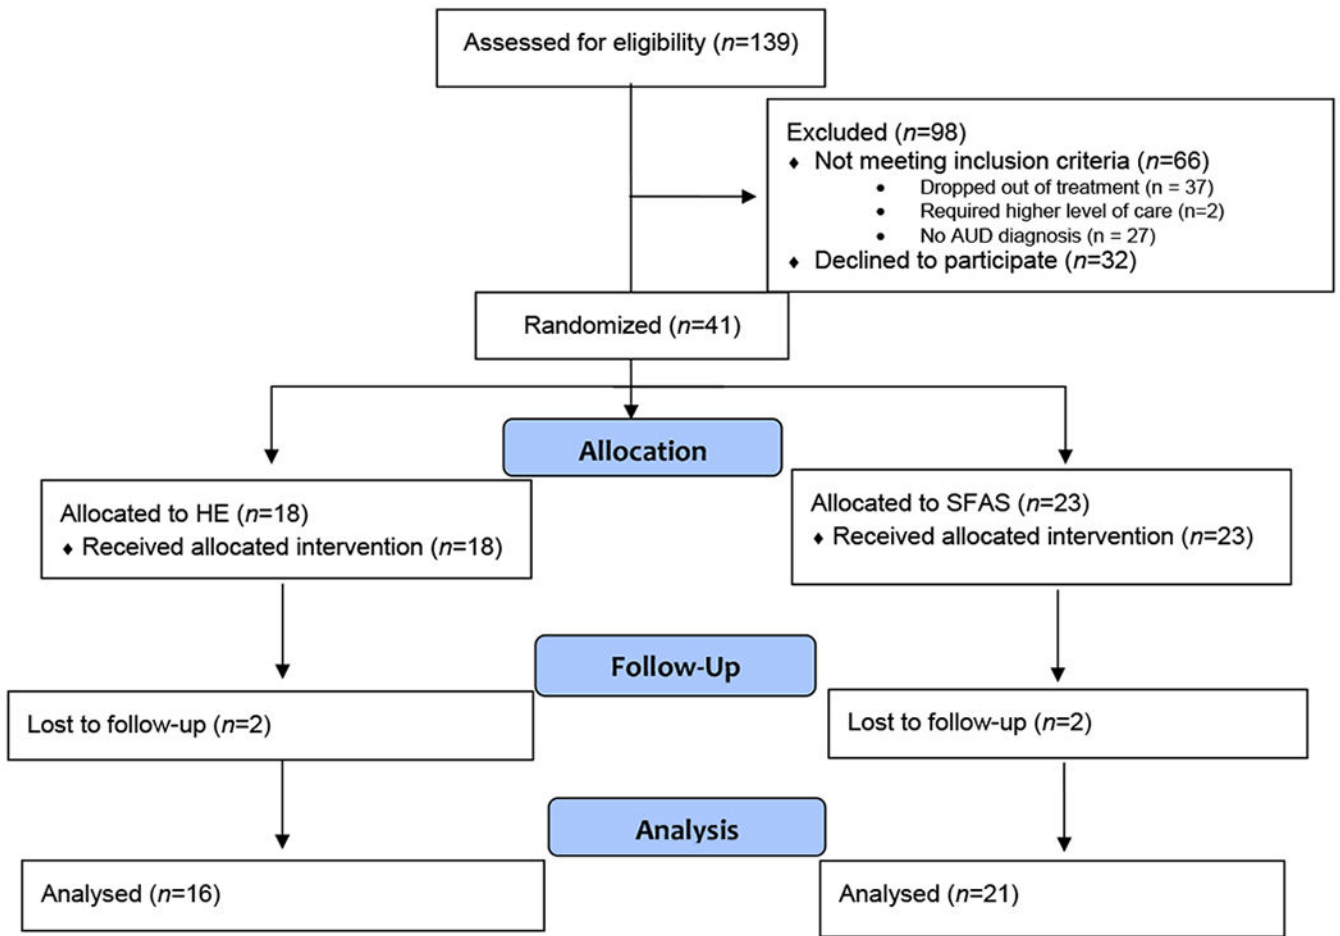 Assessed for eligibility (n=139)
Excluded (n=98)
♦ Not meeting inclusion criteria (n=66)
• Dropped out of treatment (n = 37)
• Required higher level of care (n=2)
• No AUD diagnosis (n = 27)
♦ Declined to participate (n=32)
Randomized (n=41)
Allocation
Allocated to HE (n=18)
♦ Received allocated intervention (n=18)
Allocated to SFAS (n=23)
♦ Received allocated intervention (n=23)
Follow-Up
Lost to follow-up (n=2)
Lost to follow-up (n=2)
Analysis
Analysed (n=16)
Analysed (n=21)